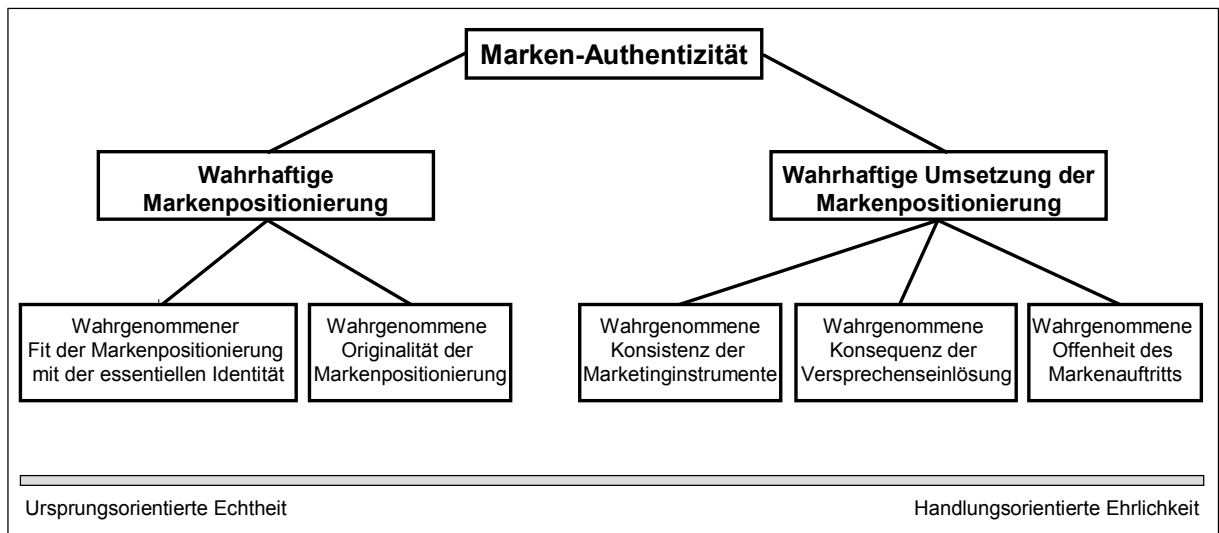 Marken-Authentizität
Wahrhaftige
Markenpositionierung
Wahrhaftige Umsetzung der
Markenpositionierung
Wahrgenommener
Fit der Markenpositionierung
mit der essentiellen Identität
Wahrgenommene
Originalität der
Markenpositionierung
Wahrgenommene
Konsistenz der
Marketinginstrumente
Wahrgenommene
Konsequenz der
Versprechenseinlösung
Wahrgenommene
Offenheit des
Markenauftritts
Ursprungsorientierte Echtheit
Handlungsorientierte Ehrlichkeit